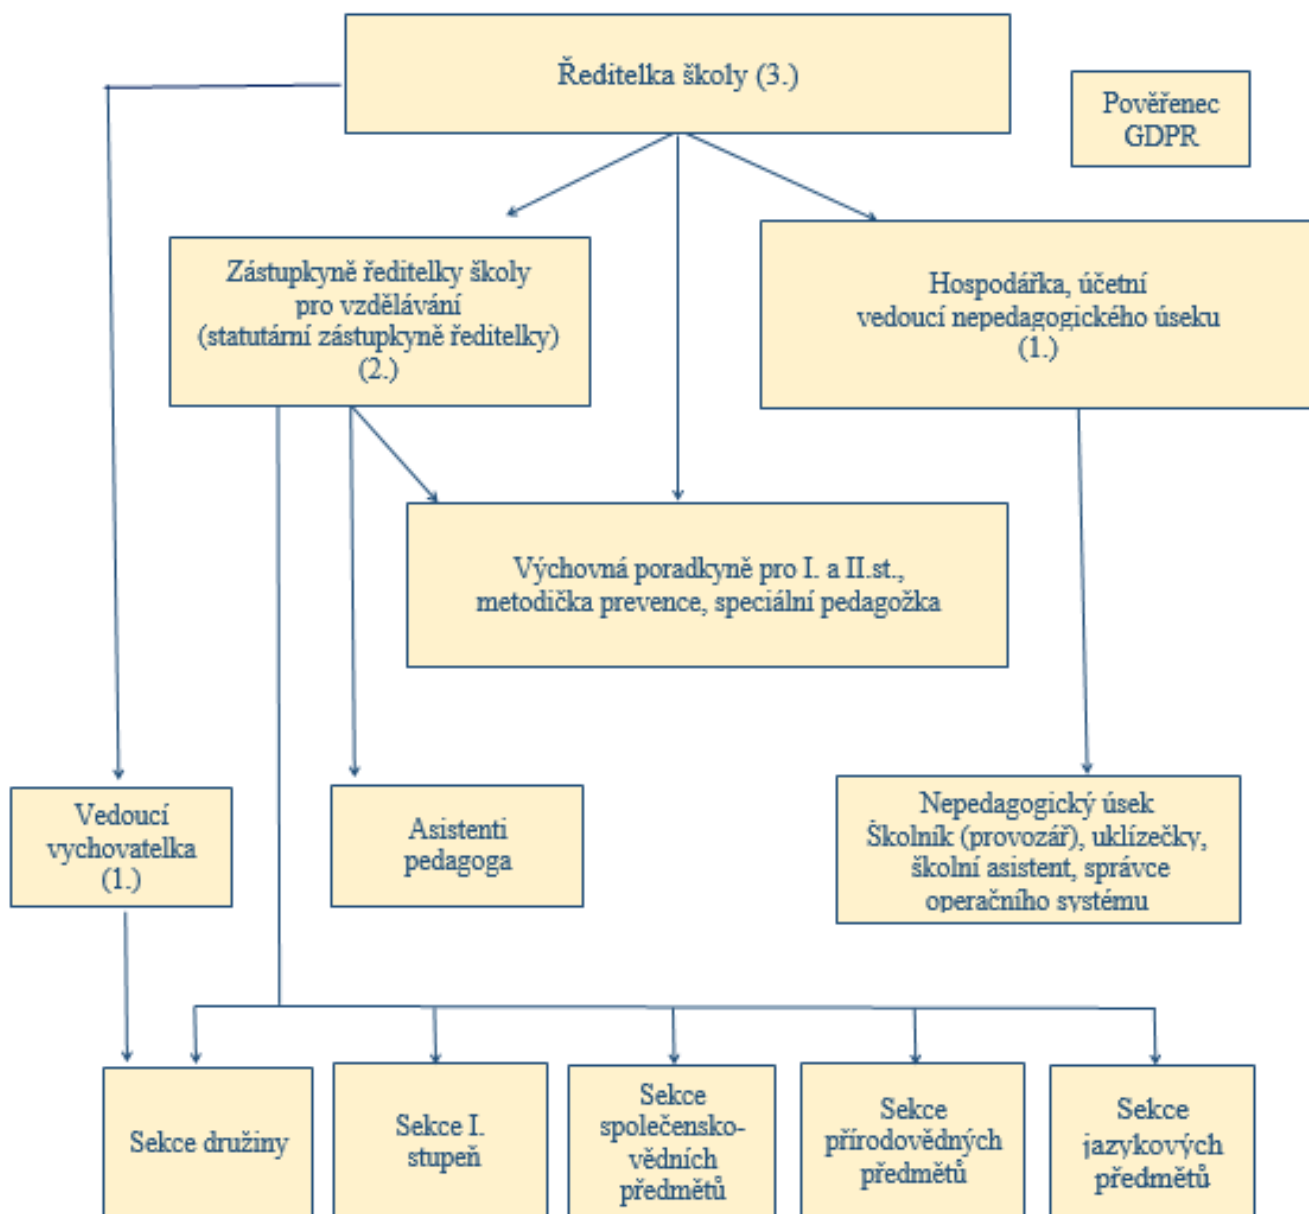 Ředitelka školy (3.)
Pověřenec
GDPR
Zástupkyně ředitelky školy
pro vzdělávání
(statutární zástupkyně ředitelky)
(2.)
Hospodářka, účetní
vedoucí nepedagogického úseku
(1.)
Výchovná poradkyně pro I. a II.st.,
metodička prevence, speciální pedagožka
Vedoucí
vychovatelka
(1.)
Asistenti
pedagoga
Nepedagogický úsek
Školník (provozář), uklízečky,
školní asistent, správce
operačního systému
Sekce družiny
Sekce I.
stupeň
Sekce
společensko-
vědních
předmětů
Sekce
přírodovědných
předmětů
Sekce
jazykových
předmětů